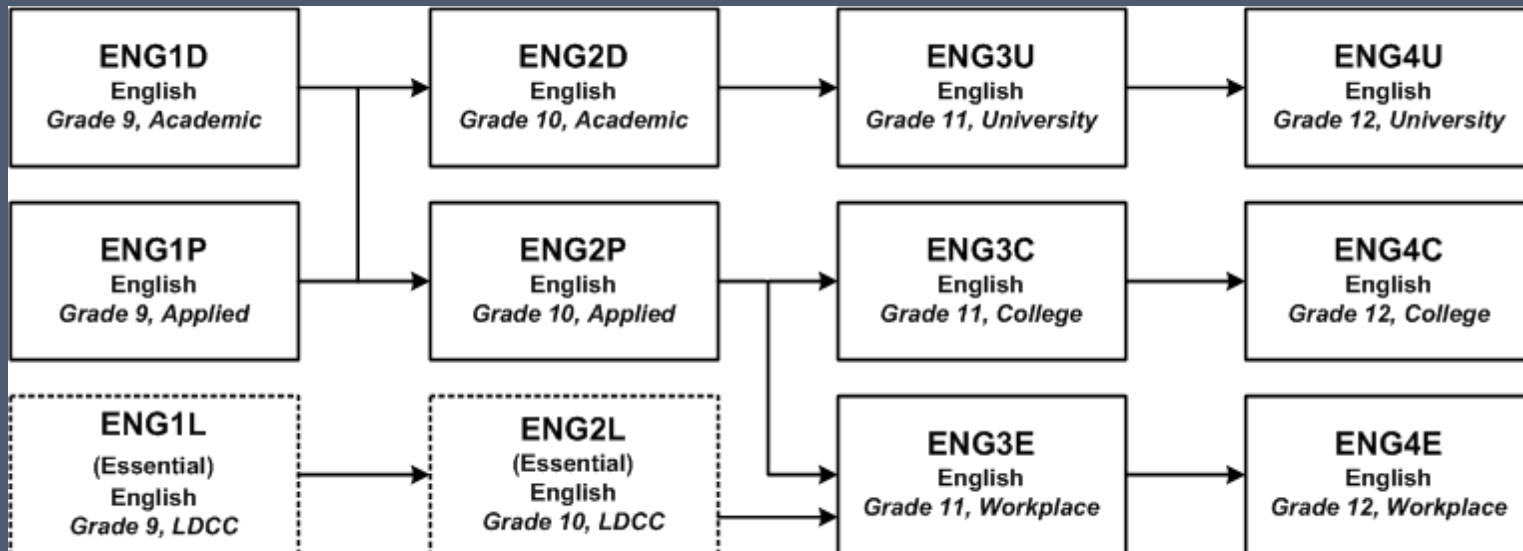 ENG1D
English
Grade 9, Academic
ENG2D
English
Grade 10, Academic
ENG3U
English
Grade 11, University
ENG4U
English
Grade 12, University
ENG1P
English
Grade 9, Applied
ENG2P
English
Grade 10, Applied
ENG3C
English
Grade 11, College
ENG4C
English
Grade 12, College
ENG1L
(Essential)
English
Grade 9, LDCC
ENG2L
(Essential)
English
Grade 10, LDCC
ENG3E
English
Grade 11, Workplace
ENG4E
English
Grade 12, Workplace